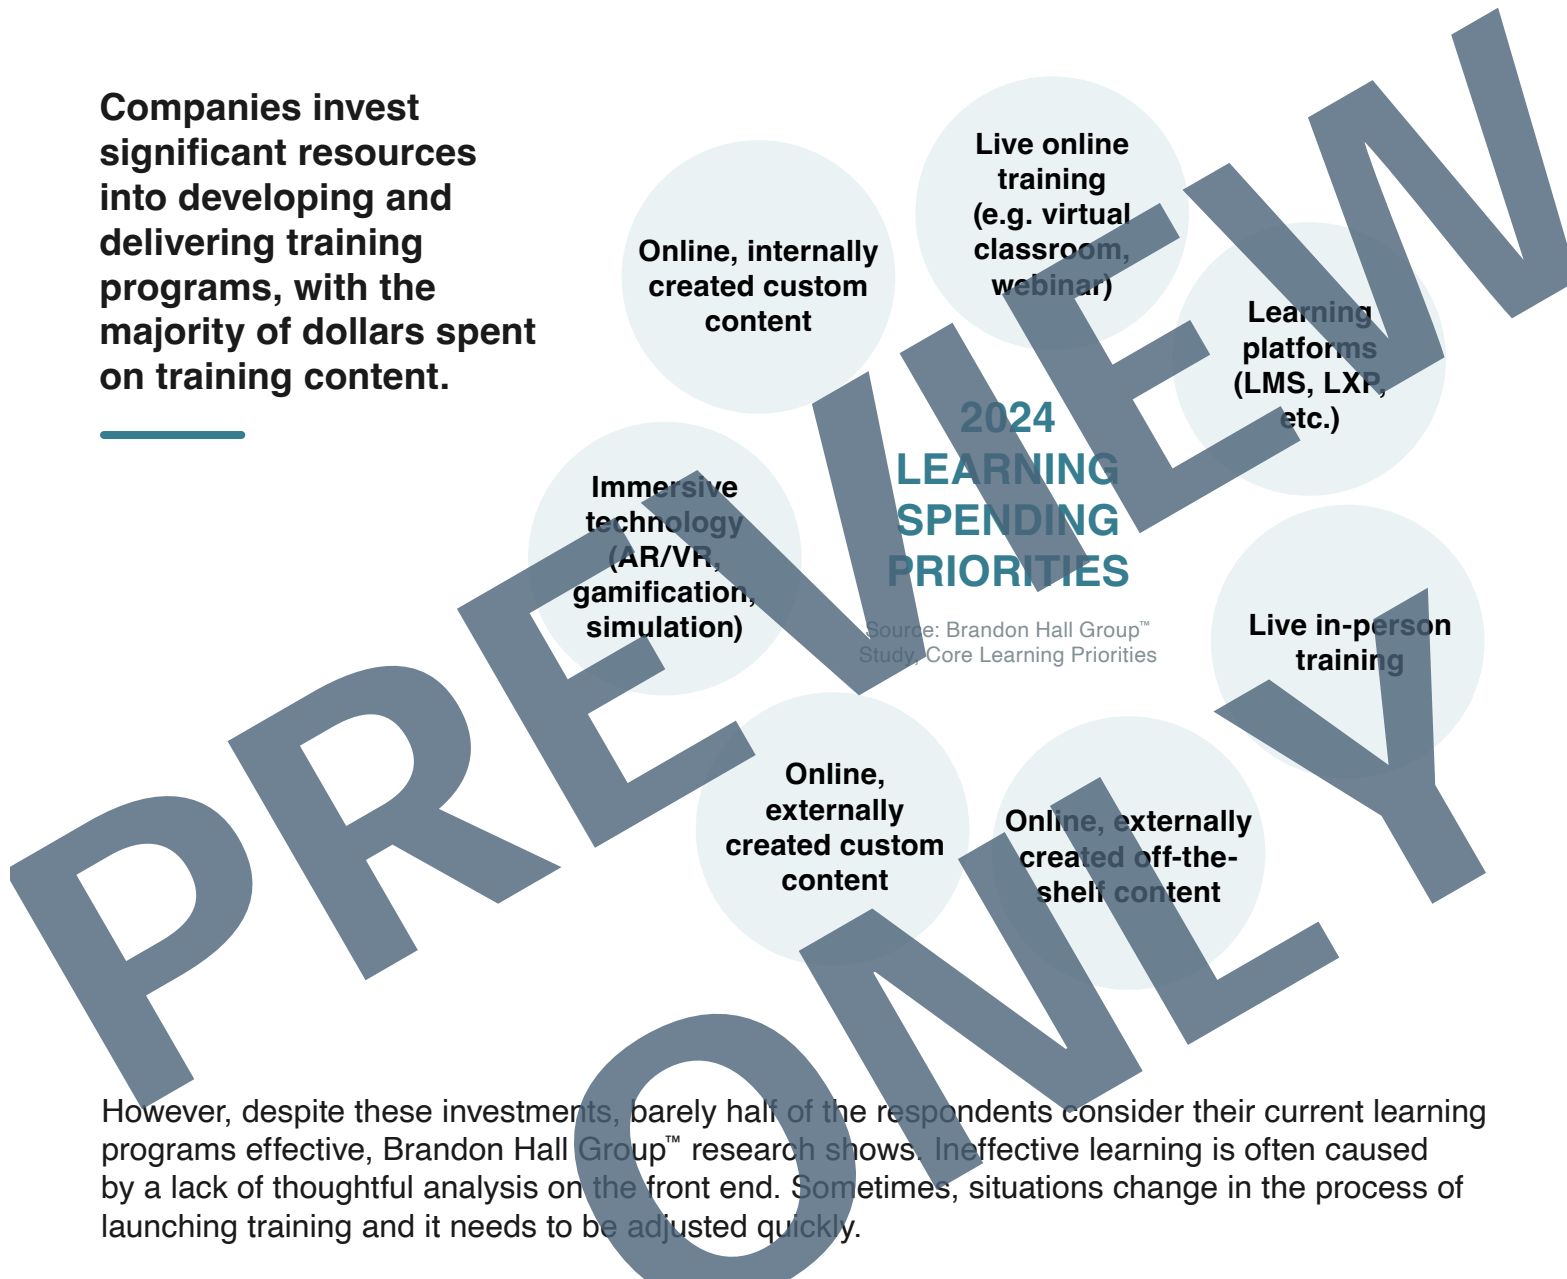 Companies invest
significant resources
into developing and
delivering training
programs, with the
majority of dollars spent
on training content.
Online, internally
created custom
content
Live online
training
(e.g. virtual
classroom,
webinar)
Learning
platforms
(LMS, LXP,
etc.)
Immersive
technology
(AR/VR,
gamification,
simulation)
2024
LEARNING
SPENDING
PRIORITIES
Source: Brandon Hall Group™
Study, Core Learning Priorities
Live in-person
training
Online,
externally
created custom
content
Online, externally
created off-the-
shelf content
However, despite these investments, barely half of the respondents consider their current learning
programs effective, Brandon Hall Group™ research shows. Ineffective learning is often caused
by a lack of thoughtful analysis on the front end. Sometimes, situations change in the process of
launching training and it needs to be adjusted quickly.
PREVIEW
ONLY